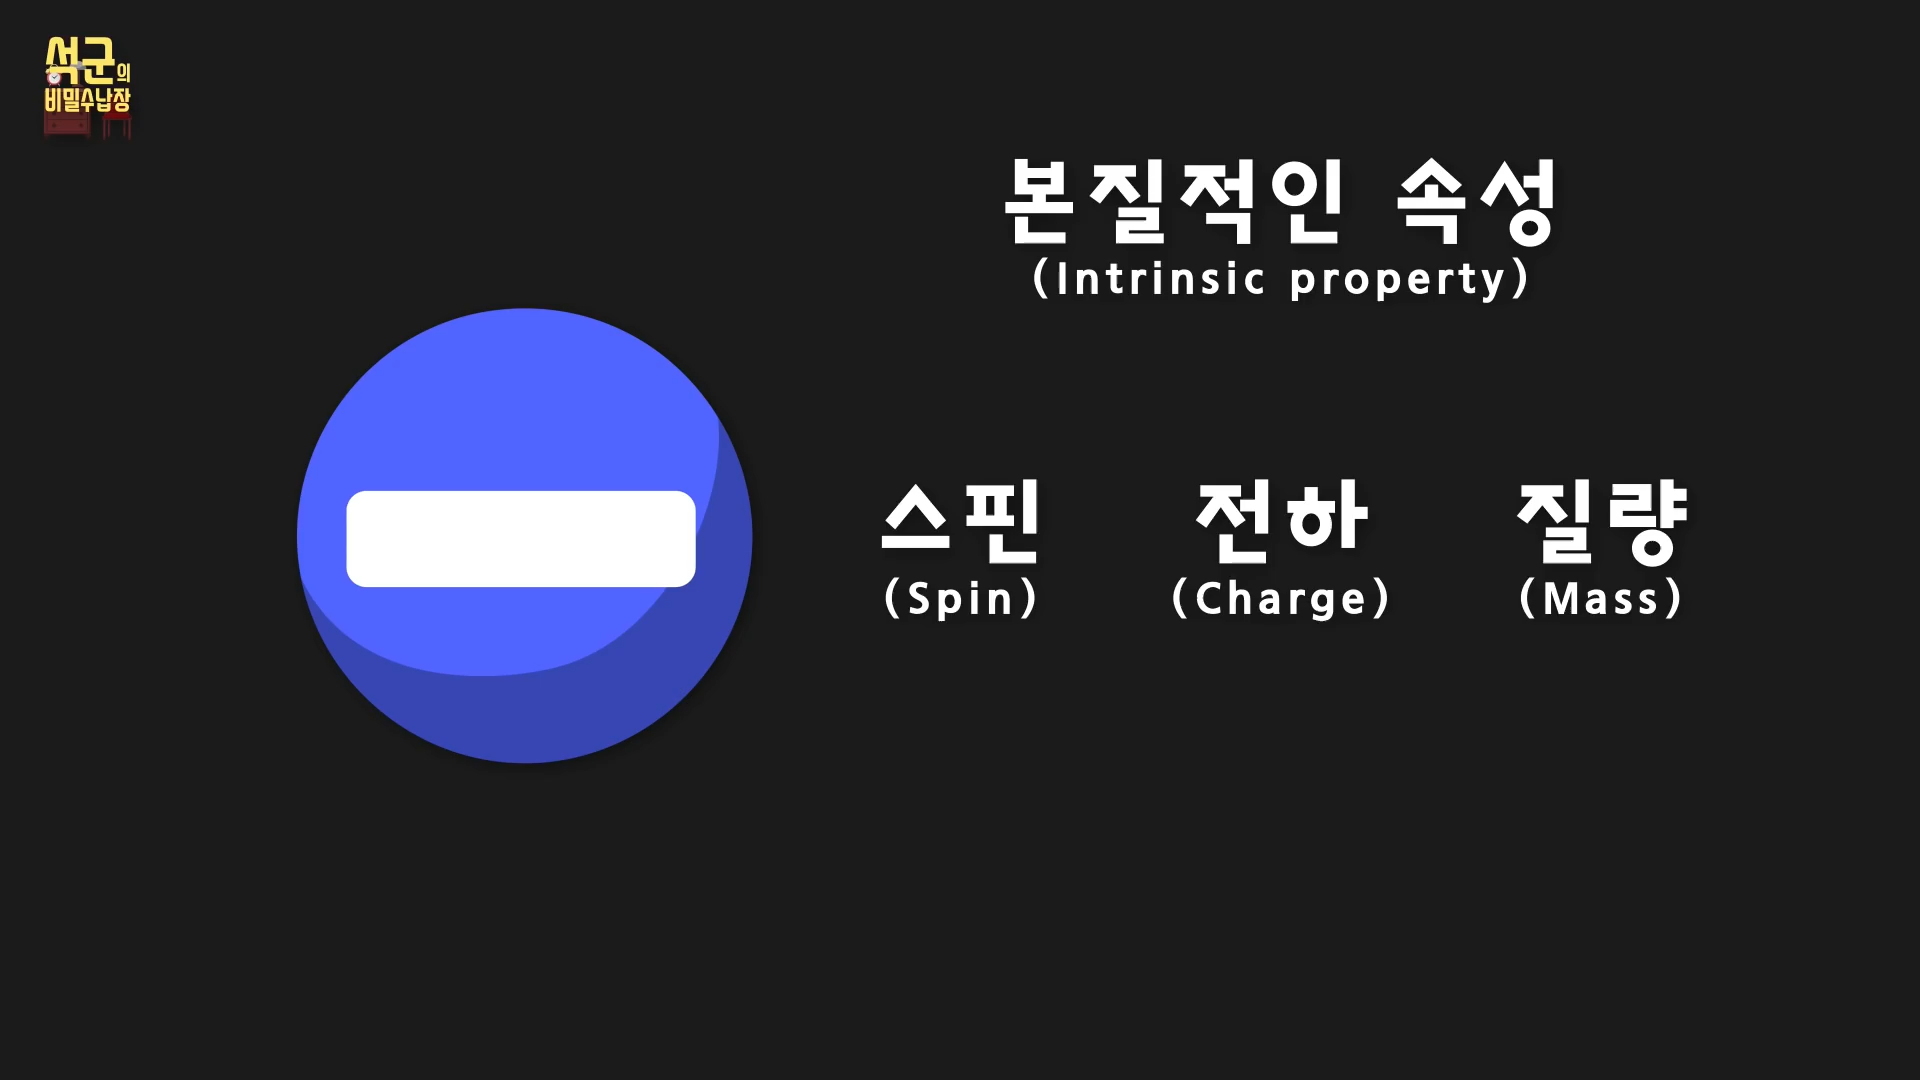 석군의
비밀수납장
본질적인 속성
(Intrinsic property)
스핀 전하 질량
(Spin) (Charge) (Mass)